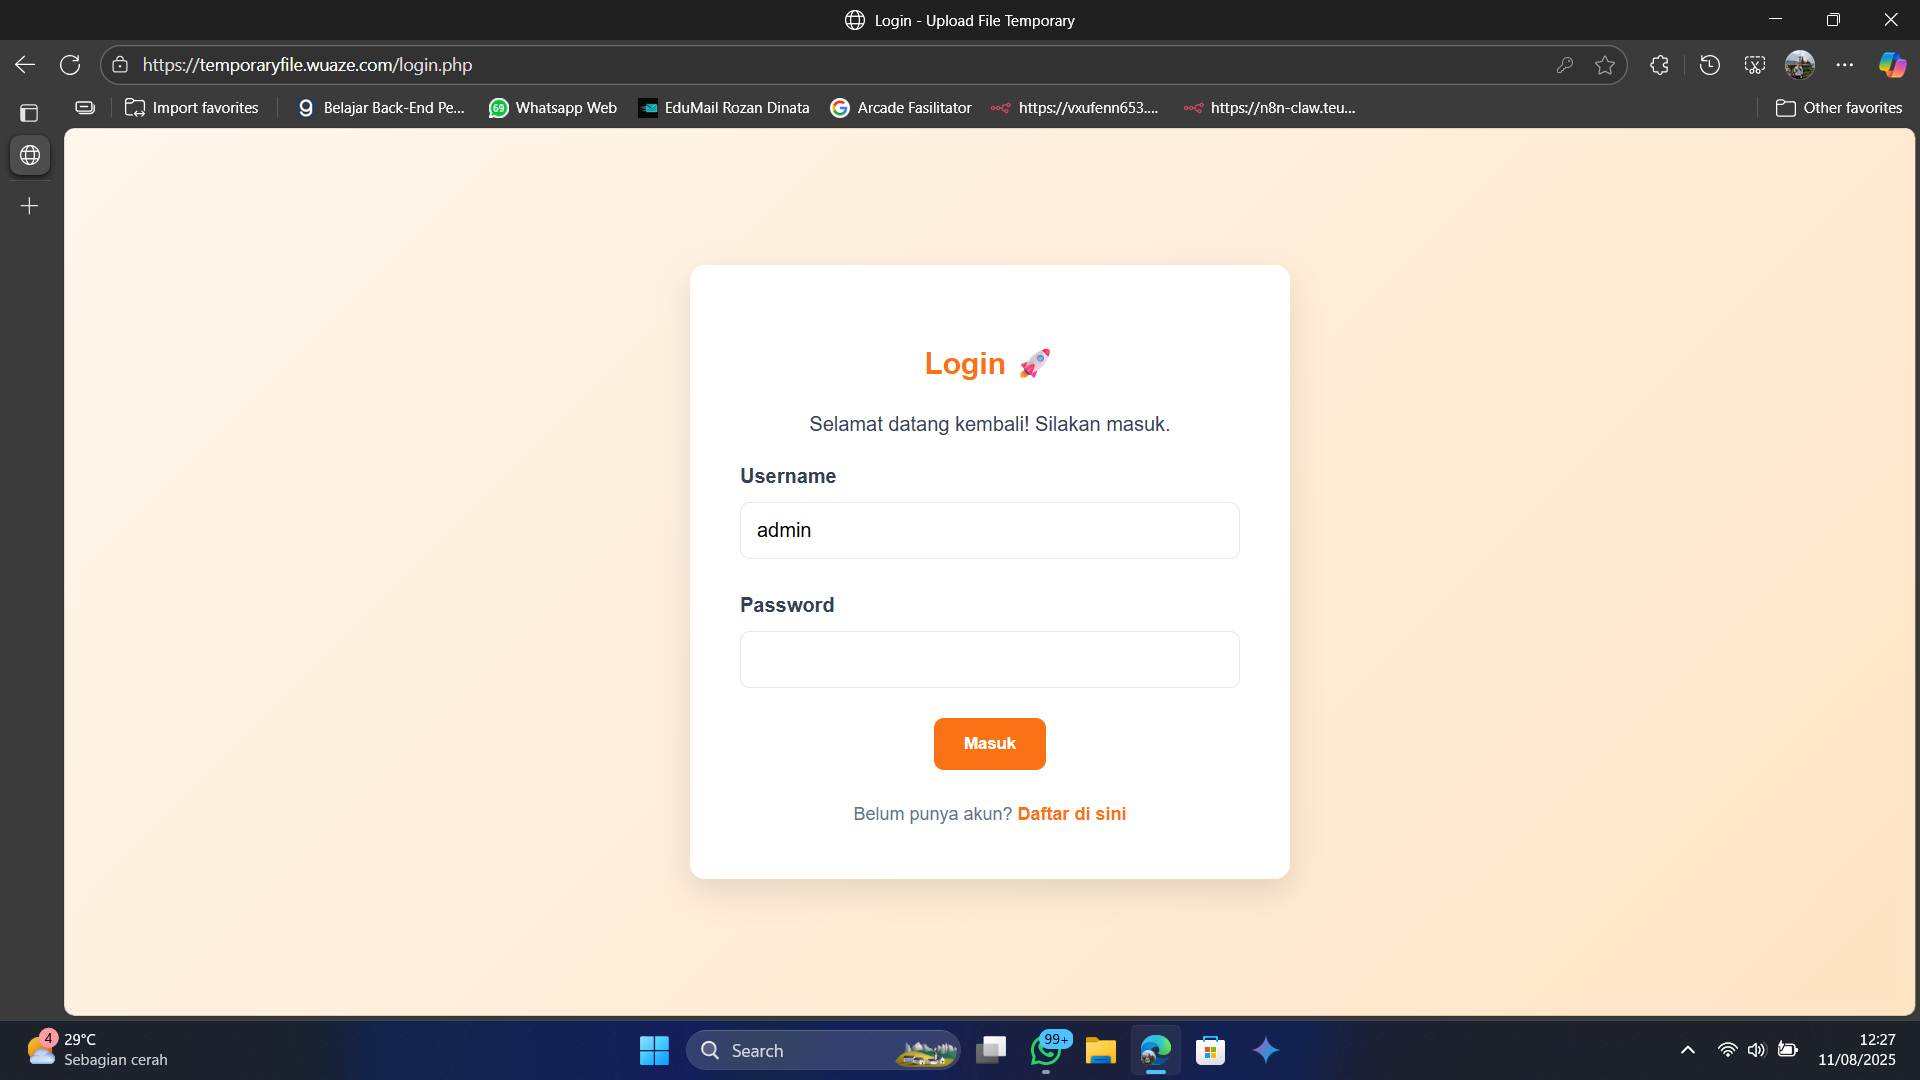 Login - Upload File Temporary
https://temporaryfile.wuaze.com/login.php
Import favorites
Belajar Back-End Pe...
69
Whatsapp Web
EduMail Rozan Dinata
Arcade Fasilitator
https://vxufenn653....
https://n8n-claw.teu...
Other favorites
Login 🚀
Selamat datang kembali! Silakan masuk.
Username
admin
Password
Masuk
Belum punya akun? Daftar di sini
4
29°C
Sebagian cerah
Search
99+
12:27
11/08/2025